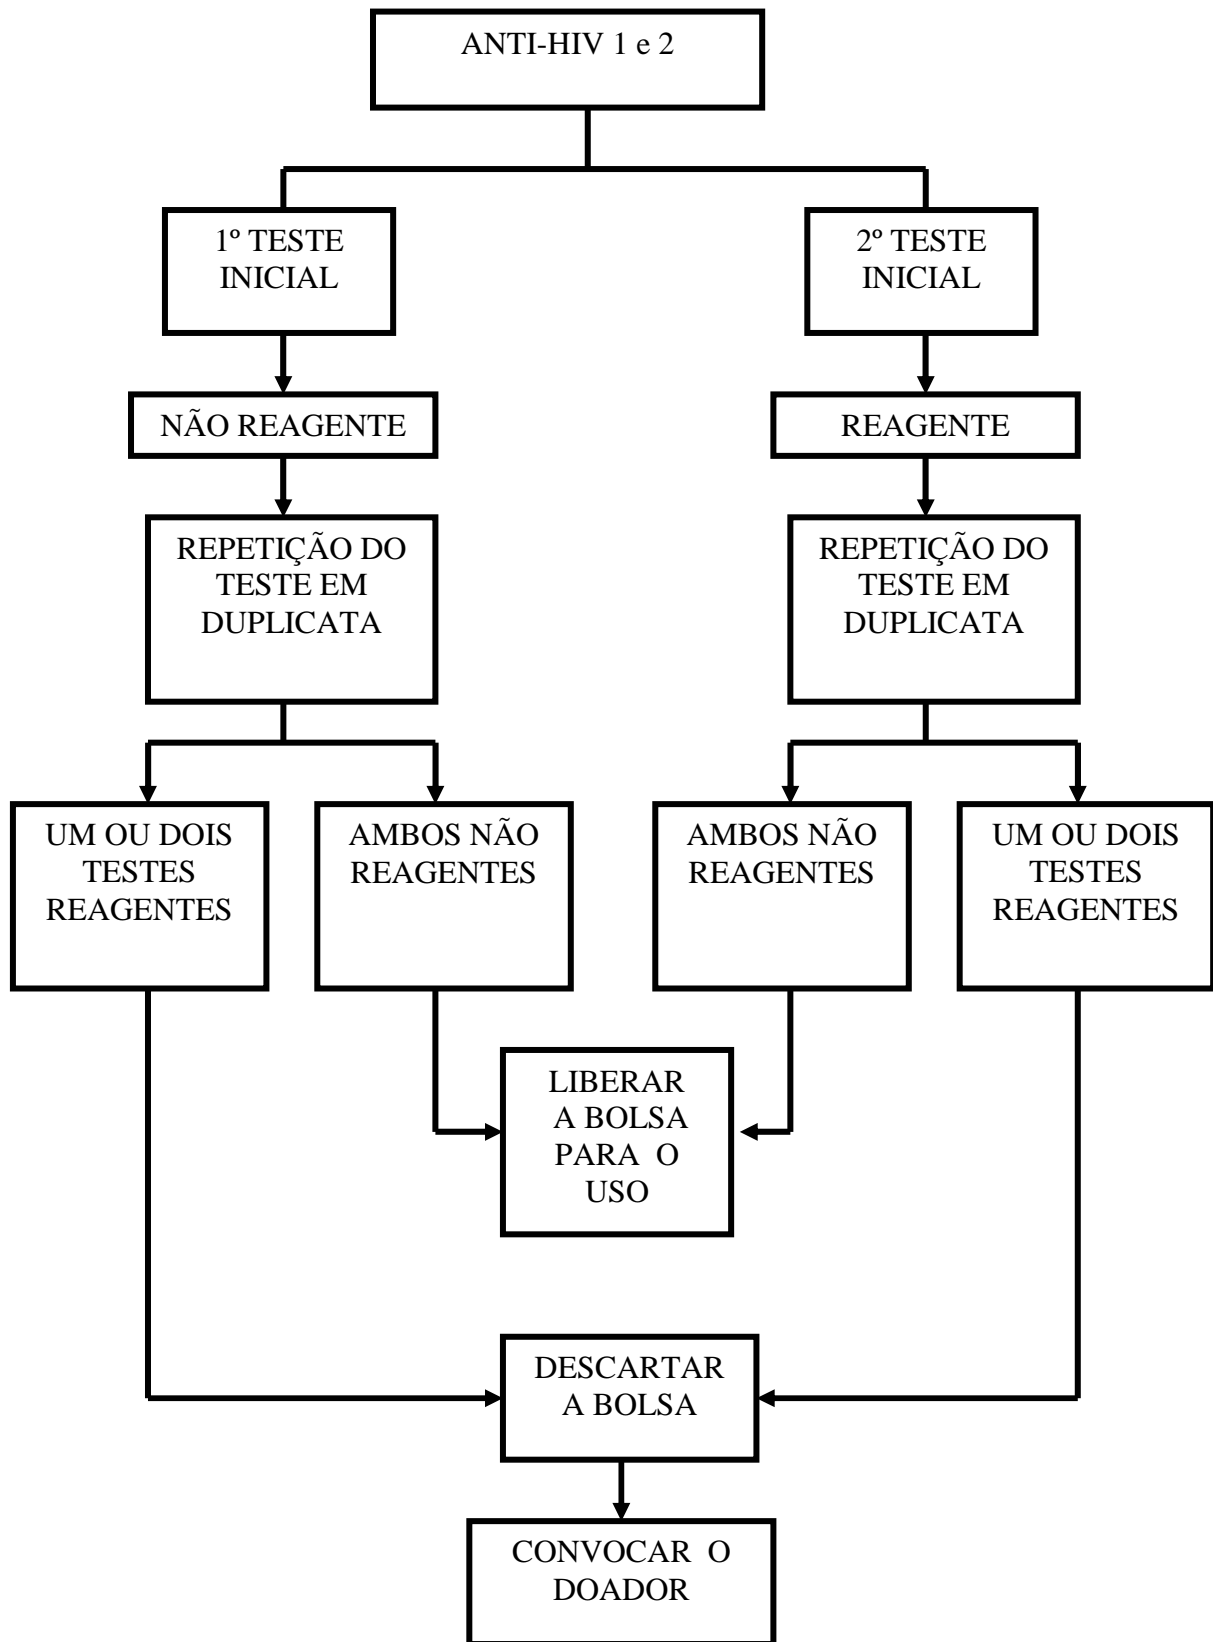 ANTI-HIV 1 e 2
1º TESTE
INICIAL
2º TESTE
INICIAL
NÃO REAGENTE
REAGENTE
REPETIÇÃO DO
TESTE EM
DUPLICATA
REPETIÇÃO DO
TESTE EM
DUPLICATA
UM OU DOIS
TESTES
REAGENTES
AMBOS NÃO
REAGENTES
AMBOS NÃO
REAGENTES
UM OU DOIS
TESTES
REAGENTES
LIBERAR
A BOLSA
PARA O
USO
DESCARTAR
A BOLSA
CONVOCAR O
DOADOR